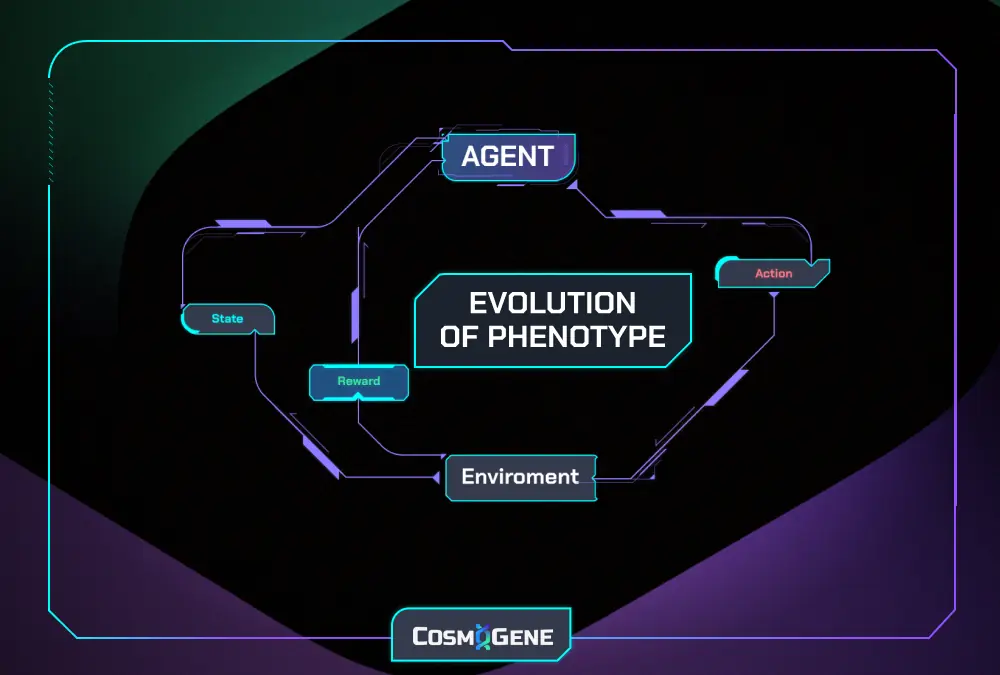 AGENT
Action
EVOLUTION
OF PHENOTYPE
State
Reward
Enviroment
COSMOGENE